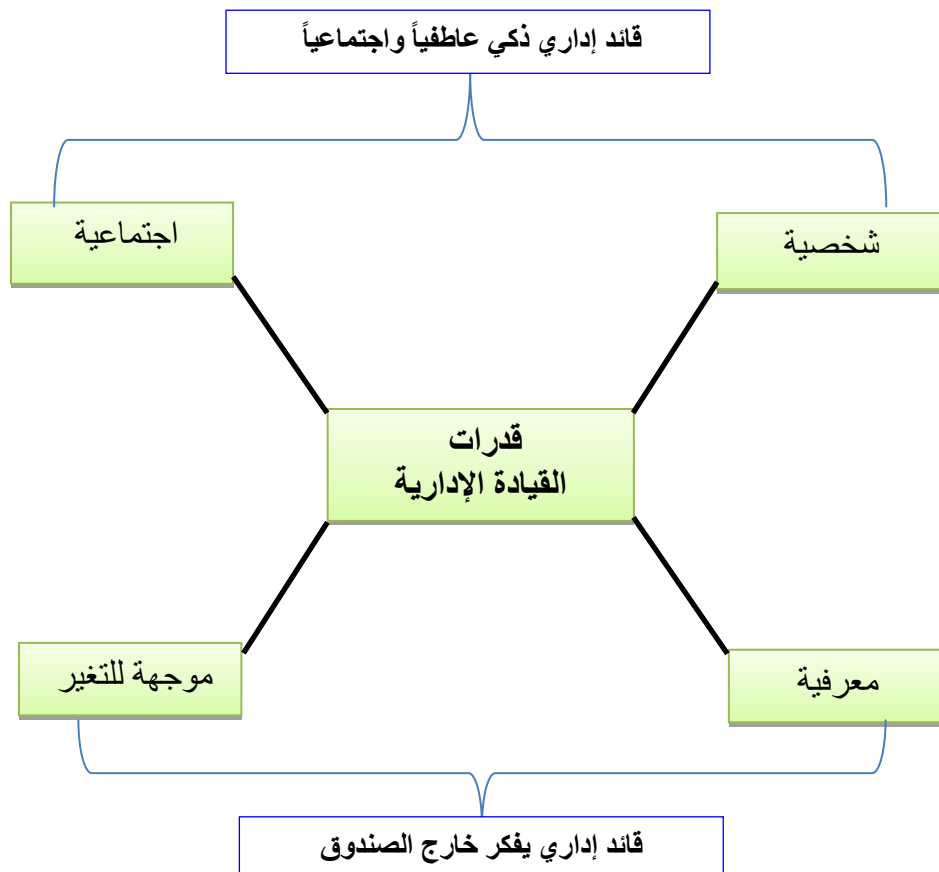 قائد إداري ذكي عاطفياً واجتماعياً
شخصية
اجتماعية
قدرات
القيادة الإدارية
معرفية
موجهة للتغير
قائد إداري يفكر خارج الصندوق